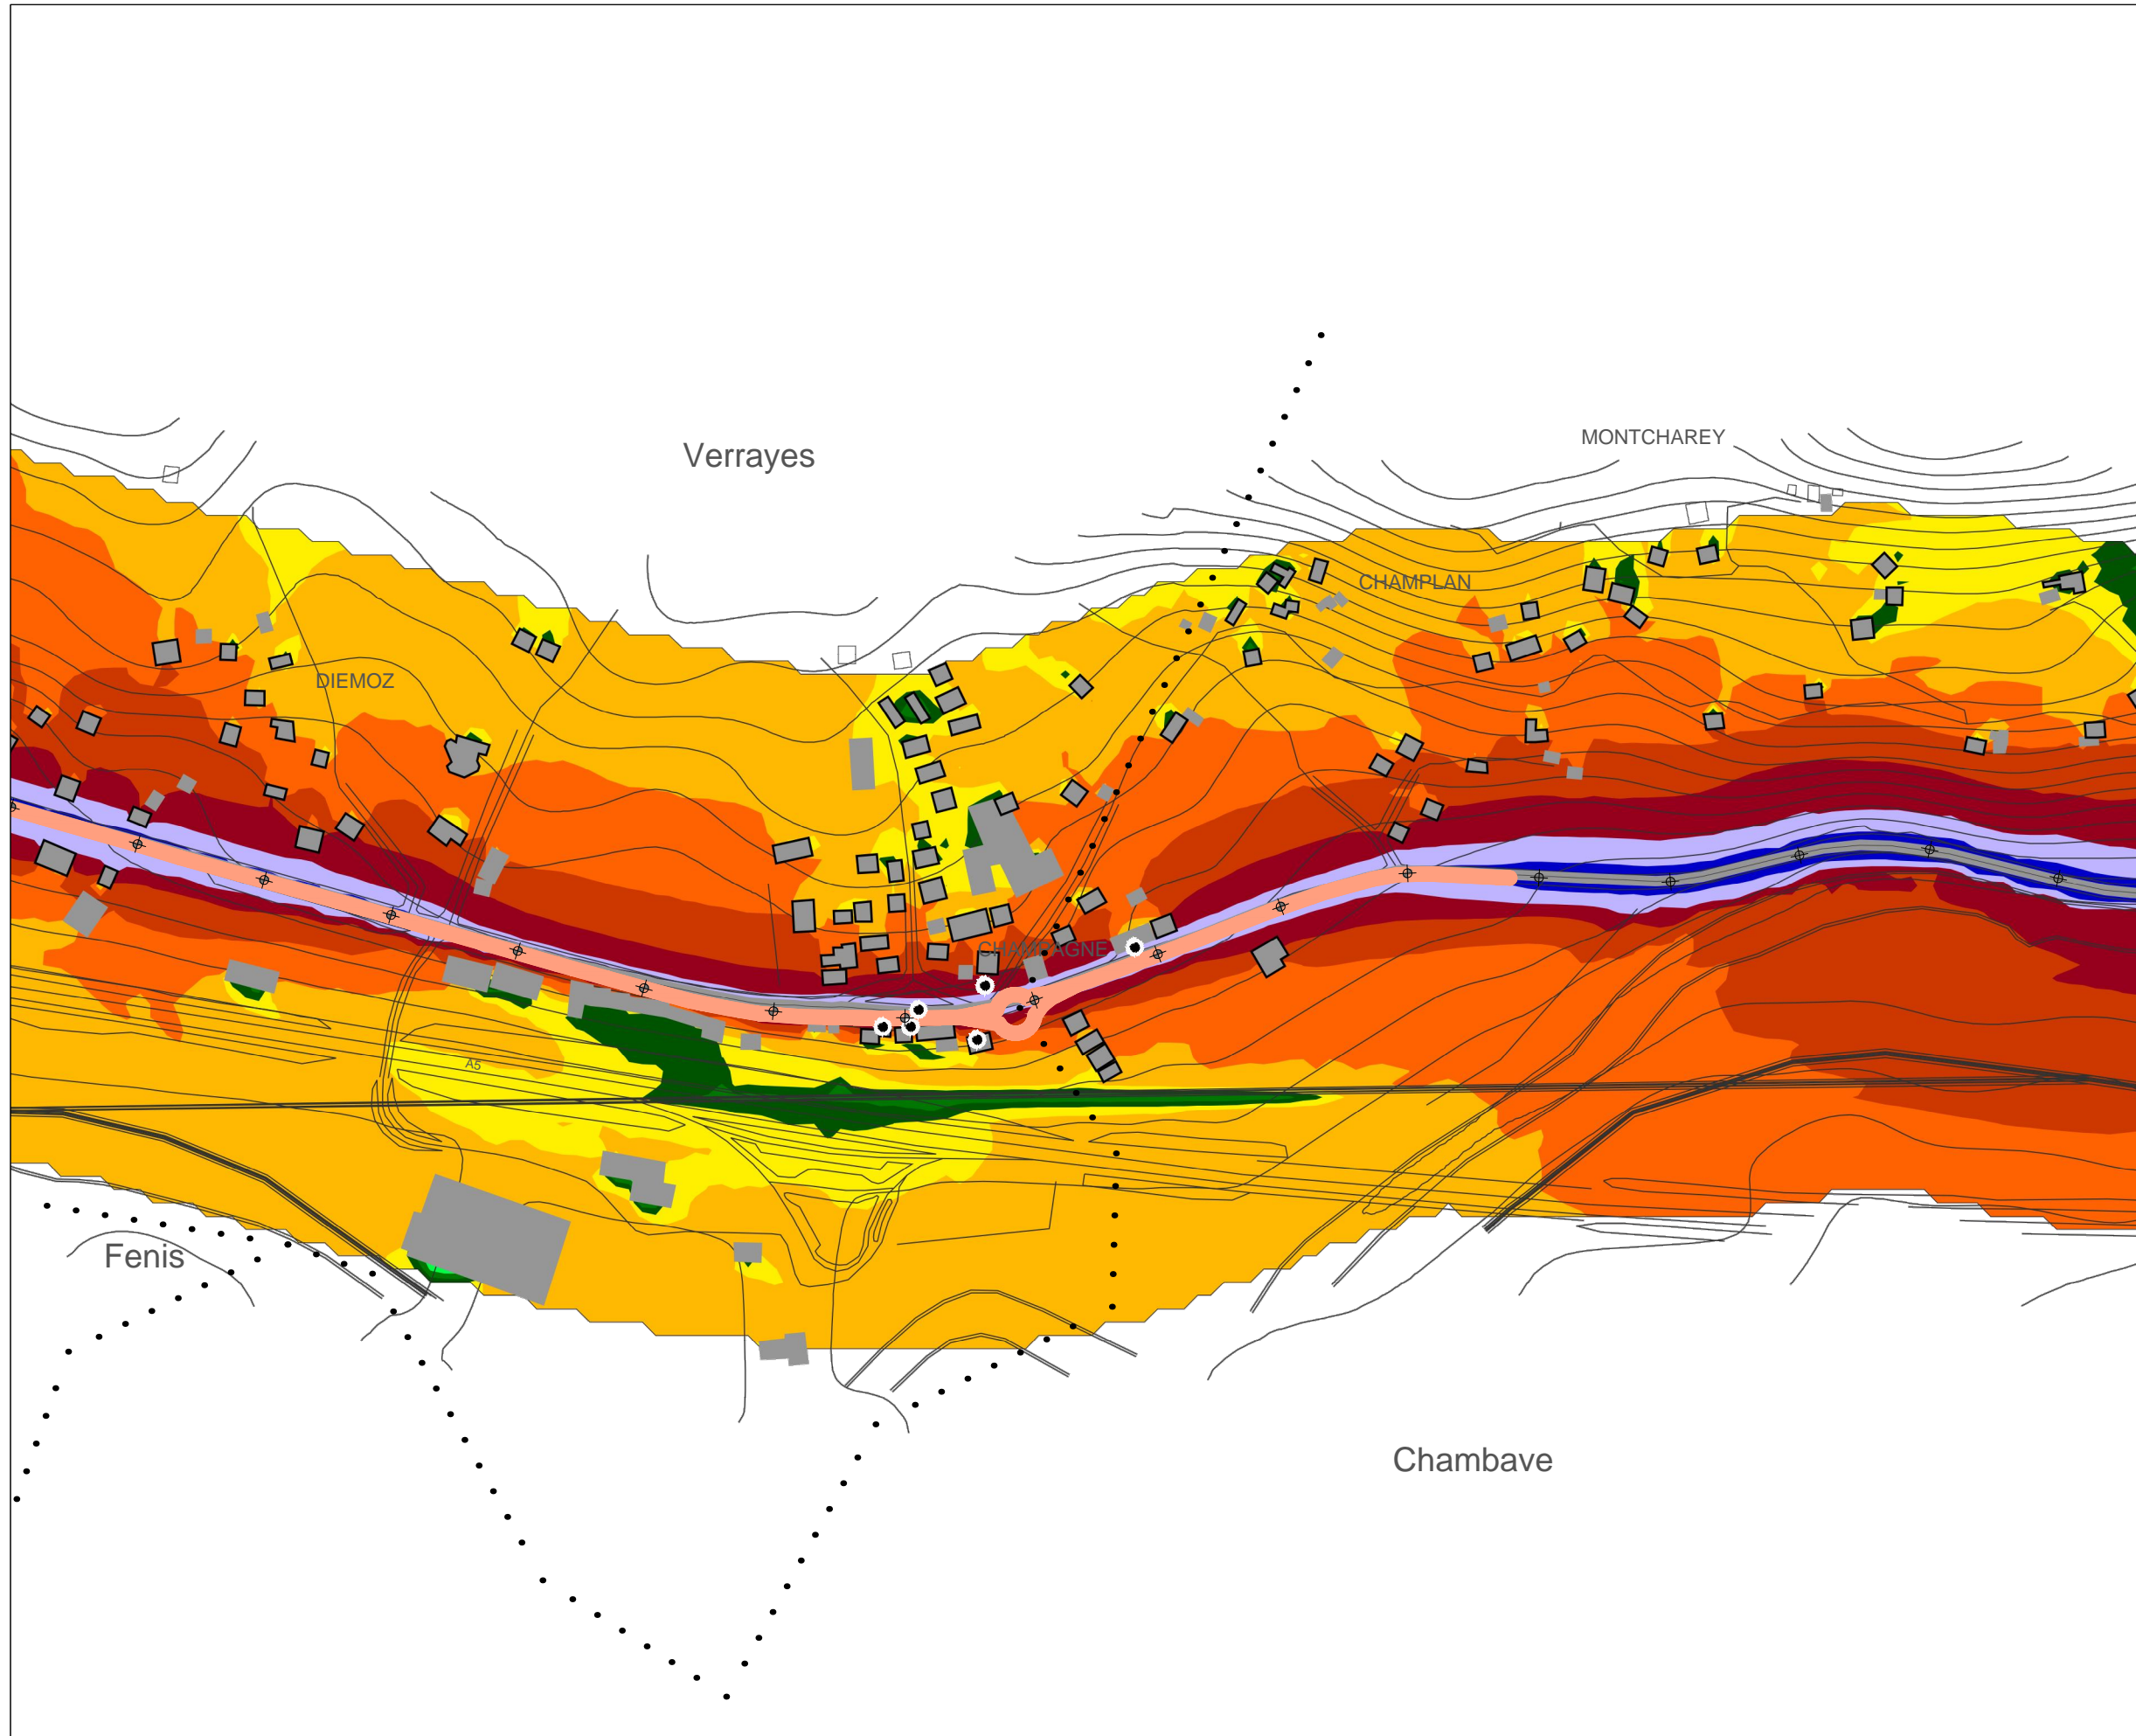 MONTCHAREY
Verrayes
CHAMPLAN
DIEMOZ
CHAMPAGNE
A5
Fenis
Chambave